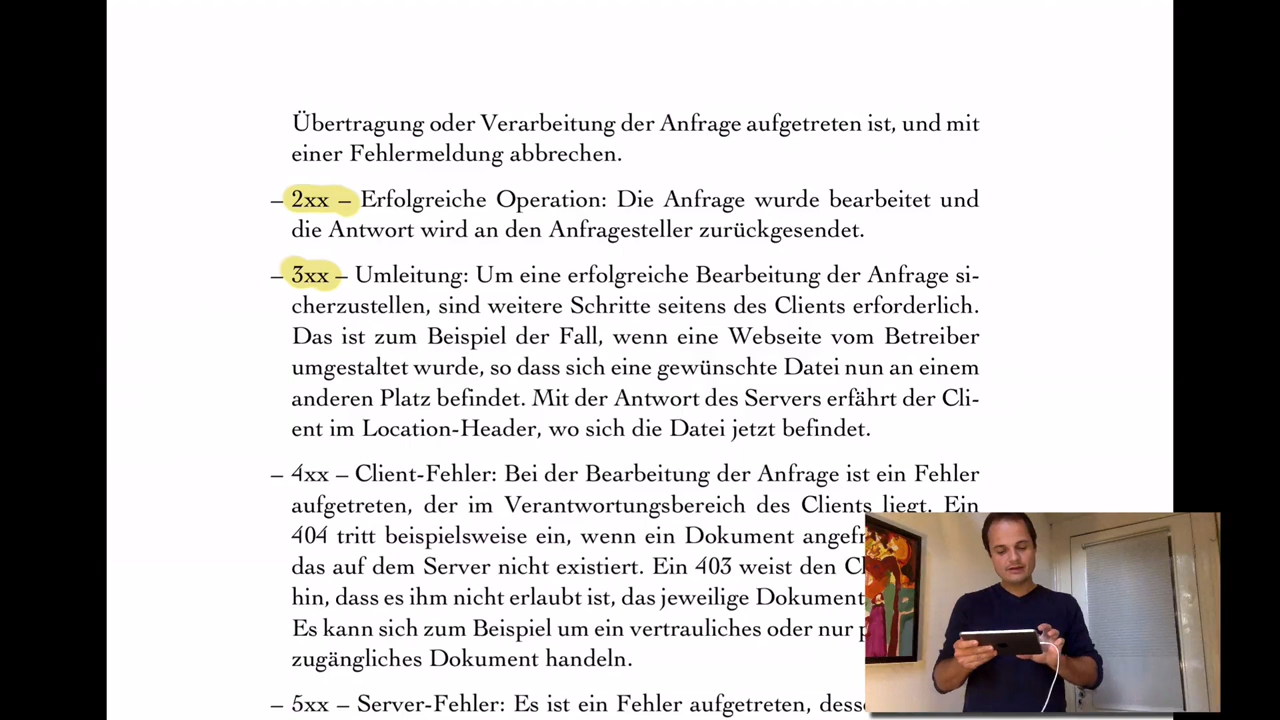 Übertragung oder Verarbeitung der Anfrage aufgetreten ist, und mit
einer Fehlermeldung abbrechen.
– 2xx – Erfolgreiche Operation: Die Anfrage wurde bearbeitet und
die Antwort wird an den Anfragesteller zurückgesendet.
– 3xx – Umleitung: Um eine erfolgreiche Bearbeitung der Anfrage si-
cherzustellen, sind weitere Schritte seitens des Clients erforderlich.
Das ist zum Beispiel der Fall, wenn eine Webseite vom Betreiber
umgestaltet wurde, so dass sich eine gewünschte Datei nun an einem
anderen Platz befindet. Mit der Antwort des Servers erfährt der Cli-
ent im Location-Header, wo sich die Datei jetzt befindet.
– 4xx – Client-Fehler: Bei der Bearbeitung der Anfrage ist ein Fehler
aufgetreten, der im Verantwortungsbereich des Clients liegt. Ein
404 tritt beispielsweise ein, wenn ein Dokument
das auf dem Server nicht existiert. Ein 403 weist den
hin, dass es ihm nicht erlaubt ist, das jeweilige Dokument
Es kann sich zum Beispiel um ein vertrauliches oder nur
zugängliches Dokument handeln.
– 5xx – Server-Fehler: Es ist ein Fehler aufgetreten,